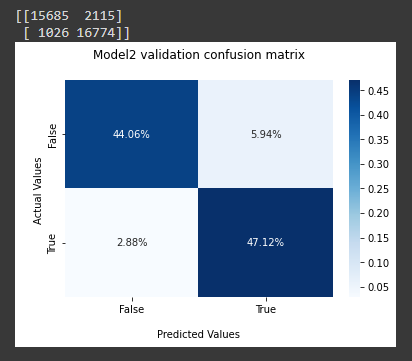 [[15685 2115]
[ 1026 16774]]
Model2 validation confusion matrix
False
True
Actual Values
44.06%
5.94%
2.88%
47.12%
False
True
Predicted Values
0.45
0.40
0.35
0.30
0.25
0.20
0.15
0.10
0.05